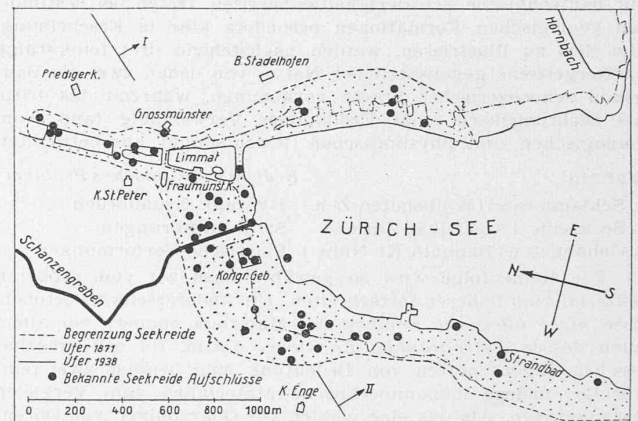 I
Hornbach
Predigerk.
B. Stadelhofen
Grossmünster
Limmat
K. St. Peter
Fraumünst. K.
ZÜRICH SEE
Schanzengraben
Kongr. Geb.
N
S
W
Begrenzung Seekreide
?
Ufer 1871
Ufer 1938
Bekannte Seekreide Aufschlüsse
Strandbad
K. Enge
II
0 200 400 600 800 1000 m